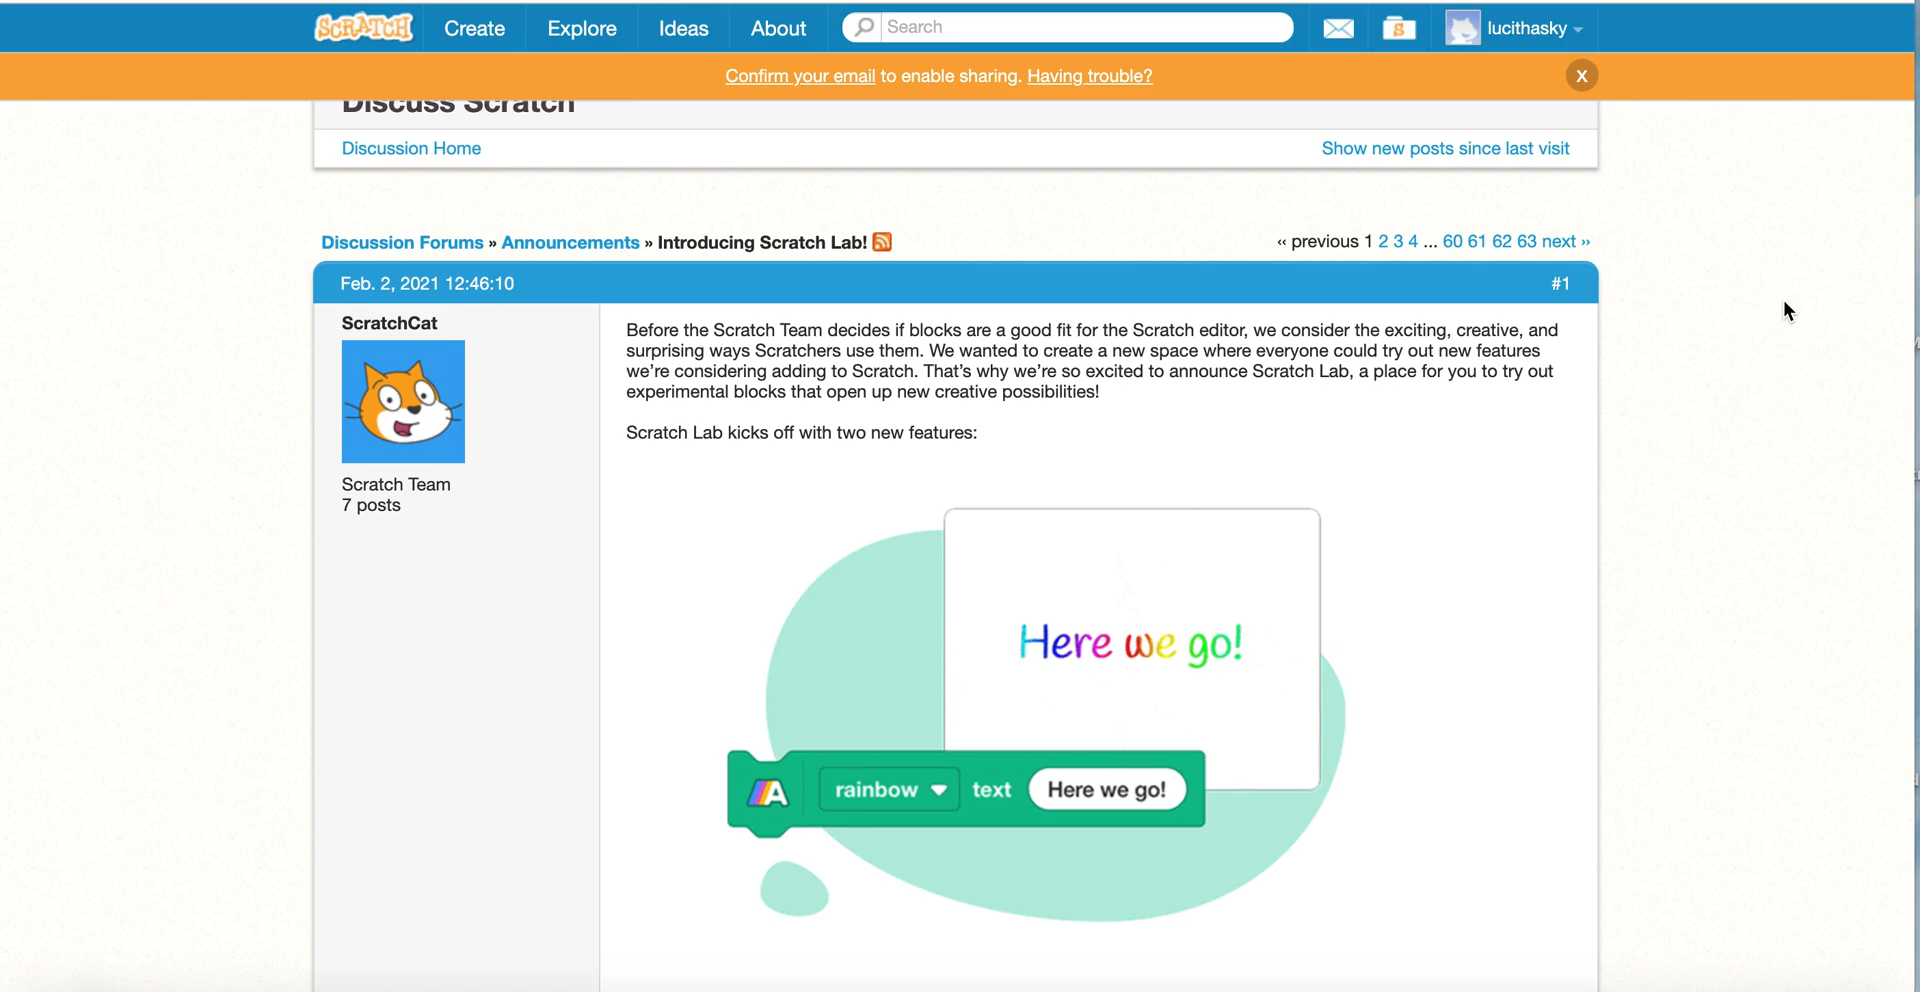 SCRATCH Create Explore Ideas About Search lucithasky
Confirm your email to enable sharing. Having trouble? X
Discuss Scratch
Discussion Home Show new posts since last visit
Discussion Forums » Announcements » Introducing Scratch Lab! « previous 1 2 3 4 ... 60 61 62 63 next »
Feb. 2, 2021 12:46:10 #1
ScratchCat
Scratch Team
7 posts
Before the Scratch Team decides if blocks are a good fit for the Scratch editor, we consider the exciting, creative, and
surprising ways Scratchers use them. We wanted to create a new space where everyone could try out new features
we’re considering adding to Scratch. That’s why we’re so excited to announce Scratch Lab, a place for you to try out
experimental blocks that open up new creative possibilities!
Scratch Lab kicks off with two new features:
Here we go!
A rainbow text Here we go!